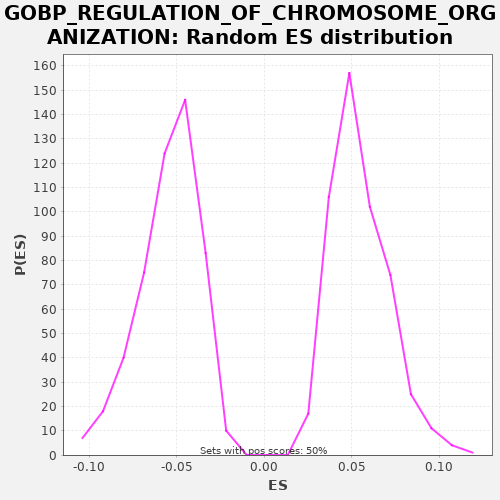 GOBP_REGULATION_OF_CHROMOSOME_ORG
ANIZATION: Random ES distribution
160
150
140
130
120
110
100
90
80
70
60
50
40
30
20
10
0
P(ES)
Sets with pos scores: 50%
-0.10 -0.05 0.00 0.05 0.10
ES